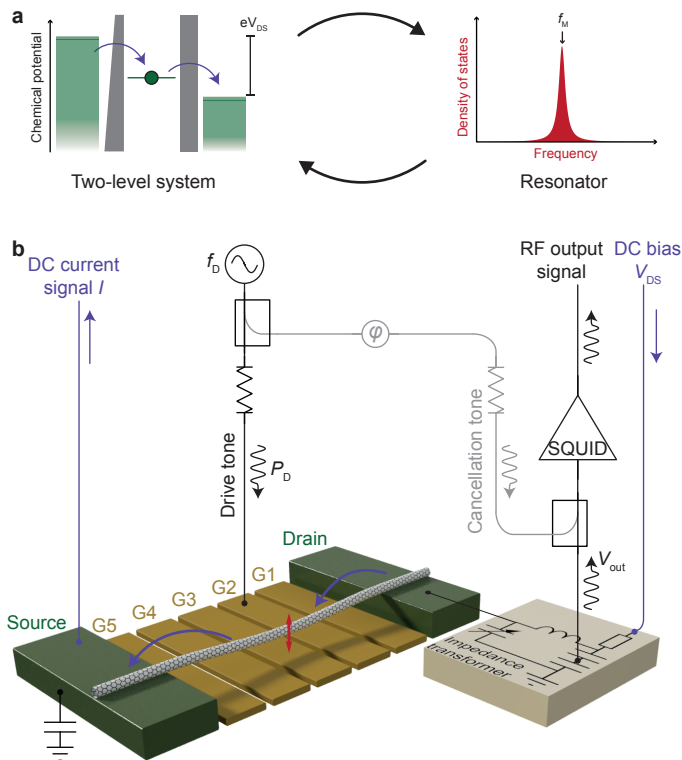 a
eV_DS
Chemical potential
Two-level system
f_M
Density of states
Frequency
Resonator
b
DC current
signal I
f_D
φ
RF output
signal
DC bias
V_DS
SQUID
Drive tone
P_D
Cancellation tone
V_out
Drain
G1
G2
G3
G4
G5
Source
Impedance
transformer